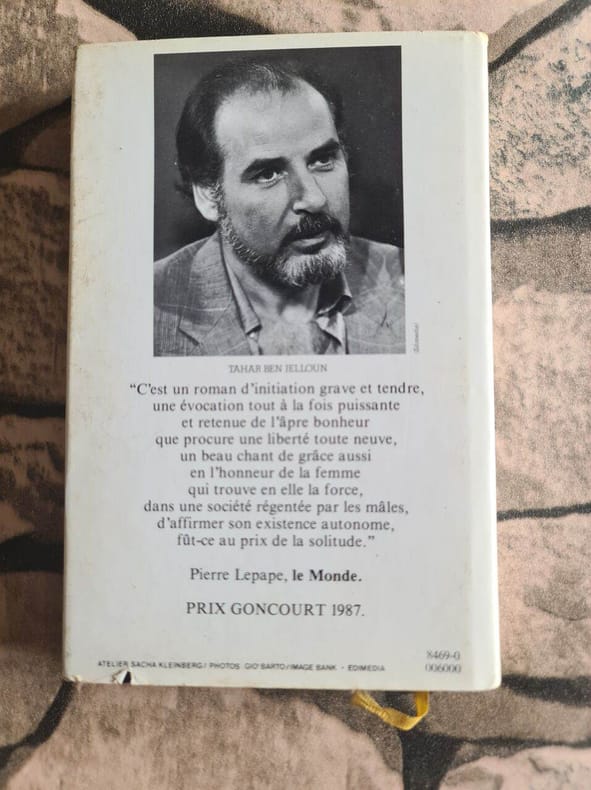 TAHAR BEN JELLOUN
“C'est un roman d'initiation grave et tendre,
une évocation tout à la fois puissante
et retenue de l'âpre bonheur
que procure une liberté toute neuve,
un beau chant de grâce aussi
en l'honneur de la femme
qui trouve en elle la force,
dans une société régentée par les mâles,
d'affirmer son existence autonome,
fût-ce au prix de la solitude.”
Pierre Lepape, le Monde.
PRIX GONCOURT 1987.
8469-0
ATELIER SACHA KLEINBERG / PHOTOS GIO'BARTO / IMAGE BANK - EDIMEDIA
006000